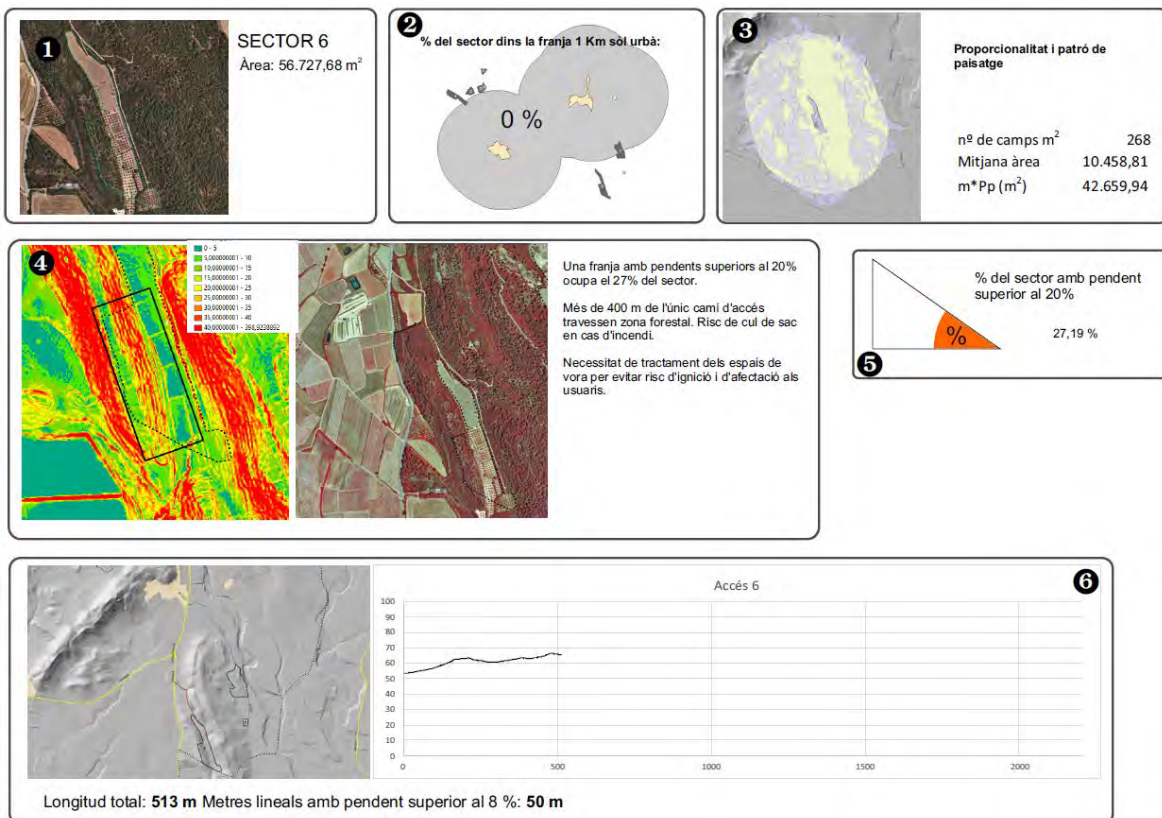 1
SECTOR 6
Àrea: 56.727,68 m²
2
% del sector dins la franja 1 Km sòl urbà:
0 %
3
Proporcionalitat i patró de
paisatge
nº de camps m² 268
Mitjana àrea 10.458,81
m*Pp (m²) 42.659,94
4
0 - 5
5,00000001 - 10
10,00000001 - 15
15,00000001 - 20
20,00000001 - 25
25,00000001 - 30
30,00000001 - 35
35,00000001 - 40
Una franja amb pendents superiors al 20%
ocupa el 27% del sector.
Més de 400 m de l'únic camí d'accés
travessen zona forestal. Risc de cul de sac
en cas d'incendi.
Necessitat de tractament dels espais de
vora per evitar risc d'ignició i d'afectació als
usuaris.
5
% del sector amb pendent
superior al 20%
27,19 %
%
6
Accés 6
100
90
80
70
60
50
40
30
20
10
0
0 500 1000 1500 2000
Longitud total: 513 m Metres lineals amb pendent superior al 8 %: 50 m